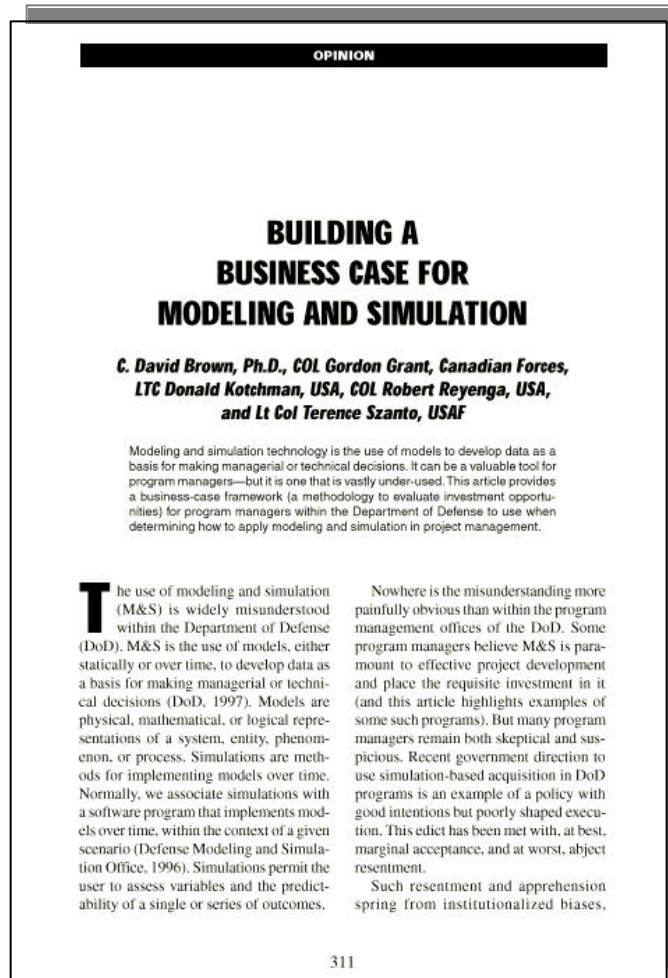 OPINION
BUILDING A
BUSINESS CASE FOR
MODELING AND SIMULATION
C. David Brown, Ph.D., COL Gordon Grant, Canadian Forces,
LTC Donald Kotchman, USA, COL Robert Reyenga, USA,
and Lt Col Terence Szanto, USAF
Modeling and simulation technology is the use of models to develop data as a
basis for making managerial or technical decisions. It can be a valuable tool for
program managers—but it is one that is vastly under-used. This article provides
a business-case framework (a methodology to evaluate investment opportu-
nities) for program managers within the Department of Defense to use when
determining how to apply modeling and simulation in project management.
The use of modeling and simulation
(M&S) is widely misunderstood
within the Department of Defense
(DoD). M&S is the use of models, either
statically or over time, to develop data as
a basis for making managerial or techni-
cal decisions (DoD, 1997). Models are
physical, mathematical, or logical repre-
sentations of a system, entity, phenom-
enon, or process. Simulations are meth-
ods for implementing models over time.
Normally, we associate simulations with
a software program that implements mod-
els over time, within the context of a given
scenario (Defense Modeling and Simula-
tion Office, 1996). Simulations permit the
user to assess variables and the predict-
ability of a single or series of outcomes.
Nowhere is the misunderstanding more
painfully obvious than within the program
management offices of the DoD. Some
program managers believe M&S is para-
mount to effective project development
and place the requisite investment in it
(and this article highlights examples of
some such programs). But many program
managers remain both skeptical and sus-
picious. Recent government direction to
use simulation-based acquisition in DoD
programs is an example of a policy with
good intentions but poorly shaped execu-
tion. This edict has been met with, at best,
marginal acceptance, and at worst, abject
resentment.
Such resentment and apprehension
spring from institutionalized biases,
311